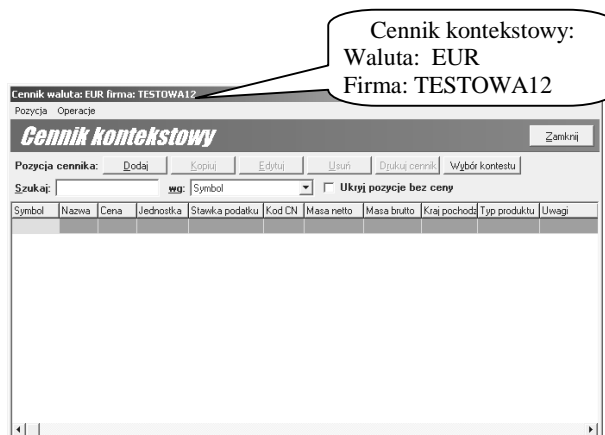 Cennik kontekstowy:
Waluta: EUR
Firma: TESTOWA12
Cennik waluta: EUR firma: TESTOWA12
Pozycja Operacje
Cennik kontekstowy
Zamknij
Pozycja cennika: Dodaj Kopiuj Edytuj Usuń Drukuj cennik Wybór kontestu
Szukaj: wg: Symbol Ukryj pozycje bez ceny
Symbol Nazwa Cena Jednostka Stawka podatku Kod CN Masa netto Masa brutto Kraj pochodz Typ produktu Uwagi